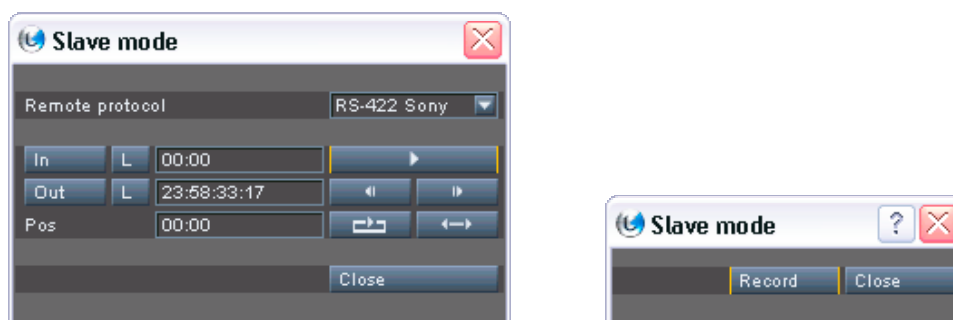 Slave mode
Remote protocol RS-422 Sony
In L 00:00
Out L 23:58:33:17
Pos 00:00
Close
Slave mode ?
Record Close